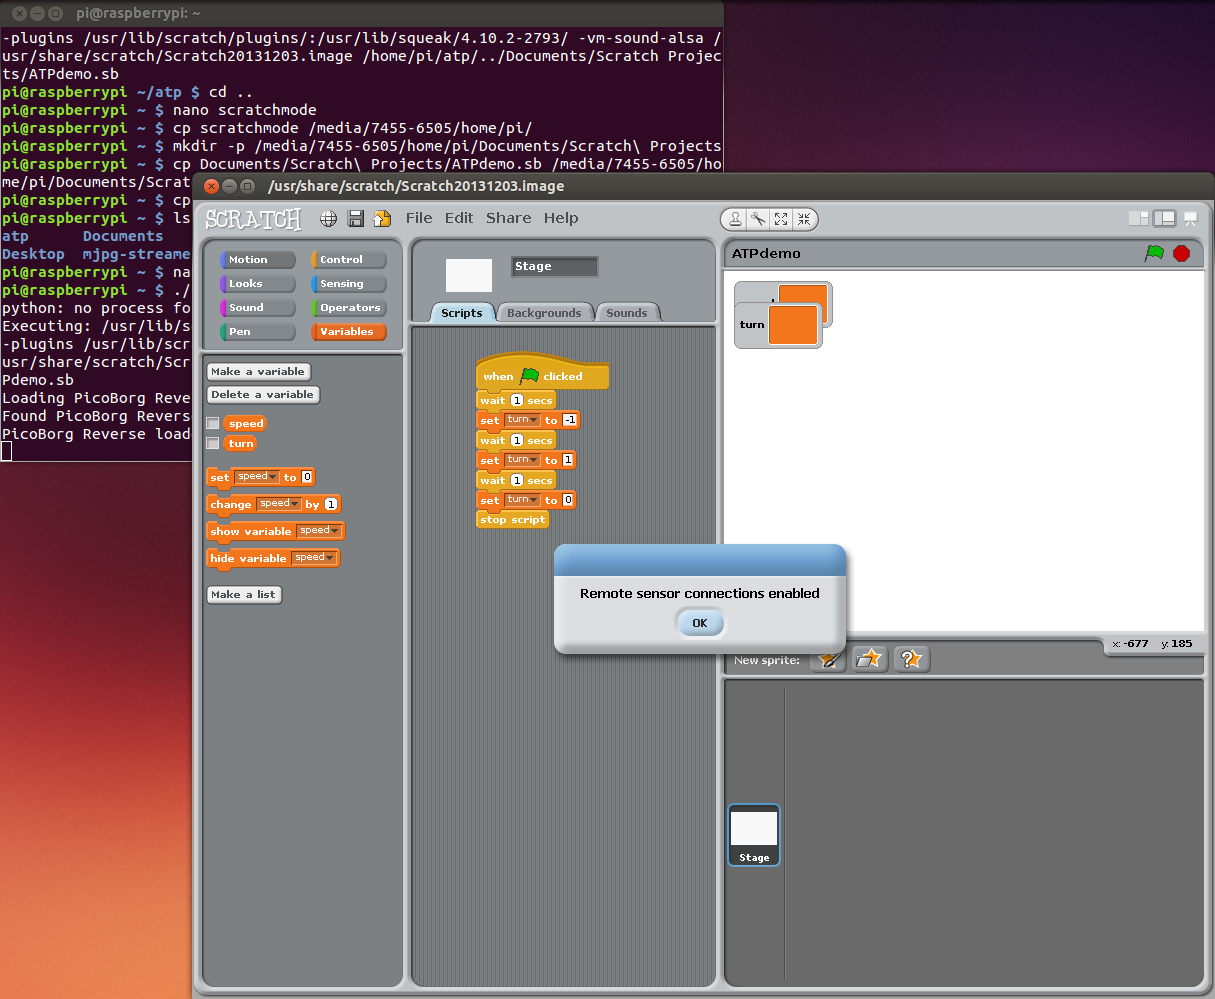 pi@raspberrypi: ~
-plugins /usr/lib/scratch/plugins/:/usr/lib/squeak/4.10.2-2793/ -vm-sound-alsa /
usr/share/scratch/Scratch20131203.image /home/pi/atp/../Documents/Scratch Projec
ts/ATPdemo.sb
pi@raspberrypi ~/atp $ cd ..
pi@raspberrypi ~ $ nano scratchmode
pi@raspberrypi ~ $ cp scratchmode /media/7455-6505/home/pi/
pi@raspberrypi ~ $ mkdir -p /media/7455-6505/home/pi/Documents/Scratch\ Projects
pi@raspberrypi ~ $ cp Documents/Scratch\ Projects/ATPdemo.sb /media/7455-6505/ho
me/pi/Documents/Scrat
pi@raspberrypi ~ $ cp
pi@raspberrypi ~ $ ls
atp Documents
Desktop mjpg-streame
pi@raspberrypi ~ $ na
pi@raspberrypi ~ $ ./
python: no process fo
Executing: /usr/lib/s
-plugins /usr/lib/scr
usr/share/scratch/Scr
Pdemo.sb
Loading PicoBorg Reve
Found PicoBorg Revers
PicoBorg Reverse load
/usr/share/scratch/Scratch20131203.image
SCRATCH File Edit Share Help
Motion Control
Looks Sensing
Sound Operators
Pen Variables
Make a variable
Delete a variable
speed
turn
set speed to 0
change speed by 1
show variable speed
hide variable speed
Make a list
Stage
Scripts Backgrounds Sounds
when clicked
wait 1 secs
set turn to -1
wait 1 secs
set turn to 1
wait 1 secs
set turn to 0
stop script
ATPdemo
turn
Remote sensor connections enabled
OK
x: -677 y: 185
New sprite:
Stage